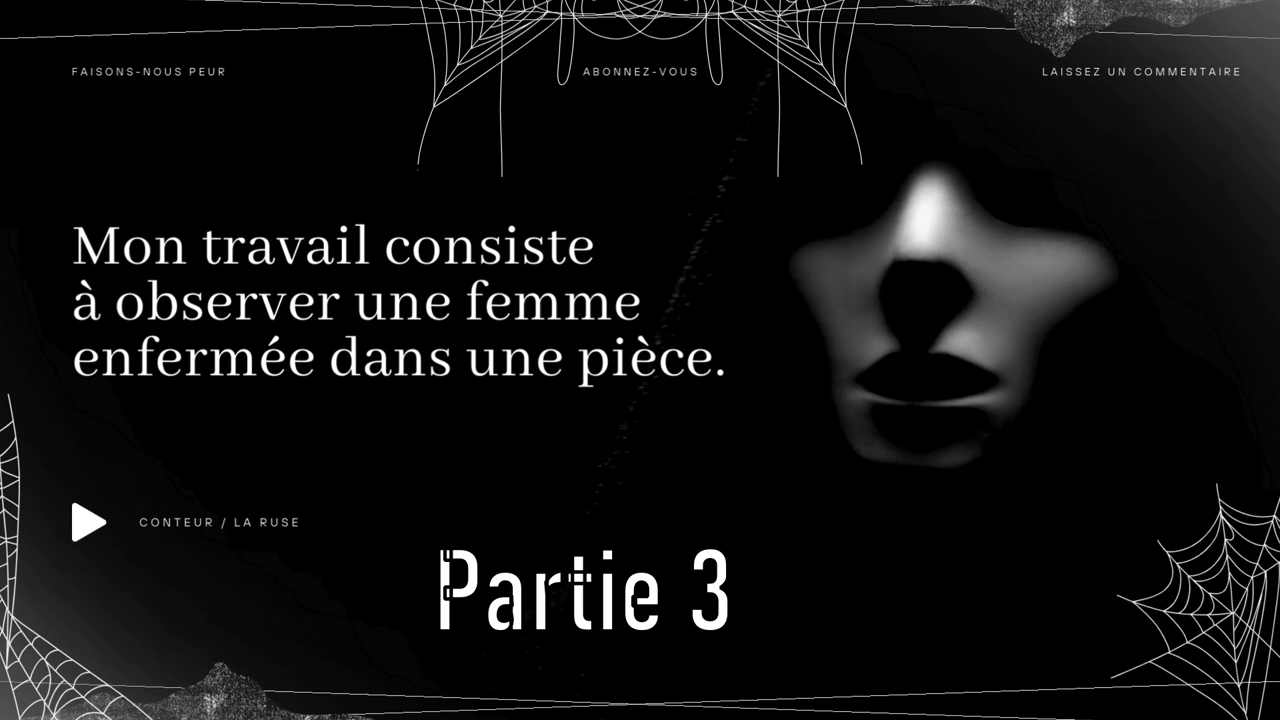 FAISONS-NOUS PEUR
ABONNEZ-VOUS
LAISSEZ UN COMMENTAIRE
Mon travail consiste
à observer une femme
enfermée dans une pièce.
CONTEUR / LA RUSE
Partie 3